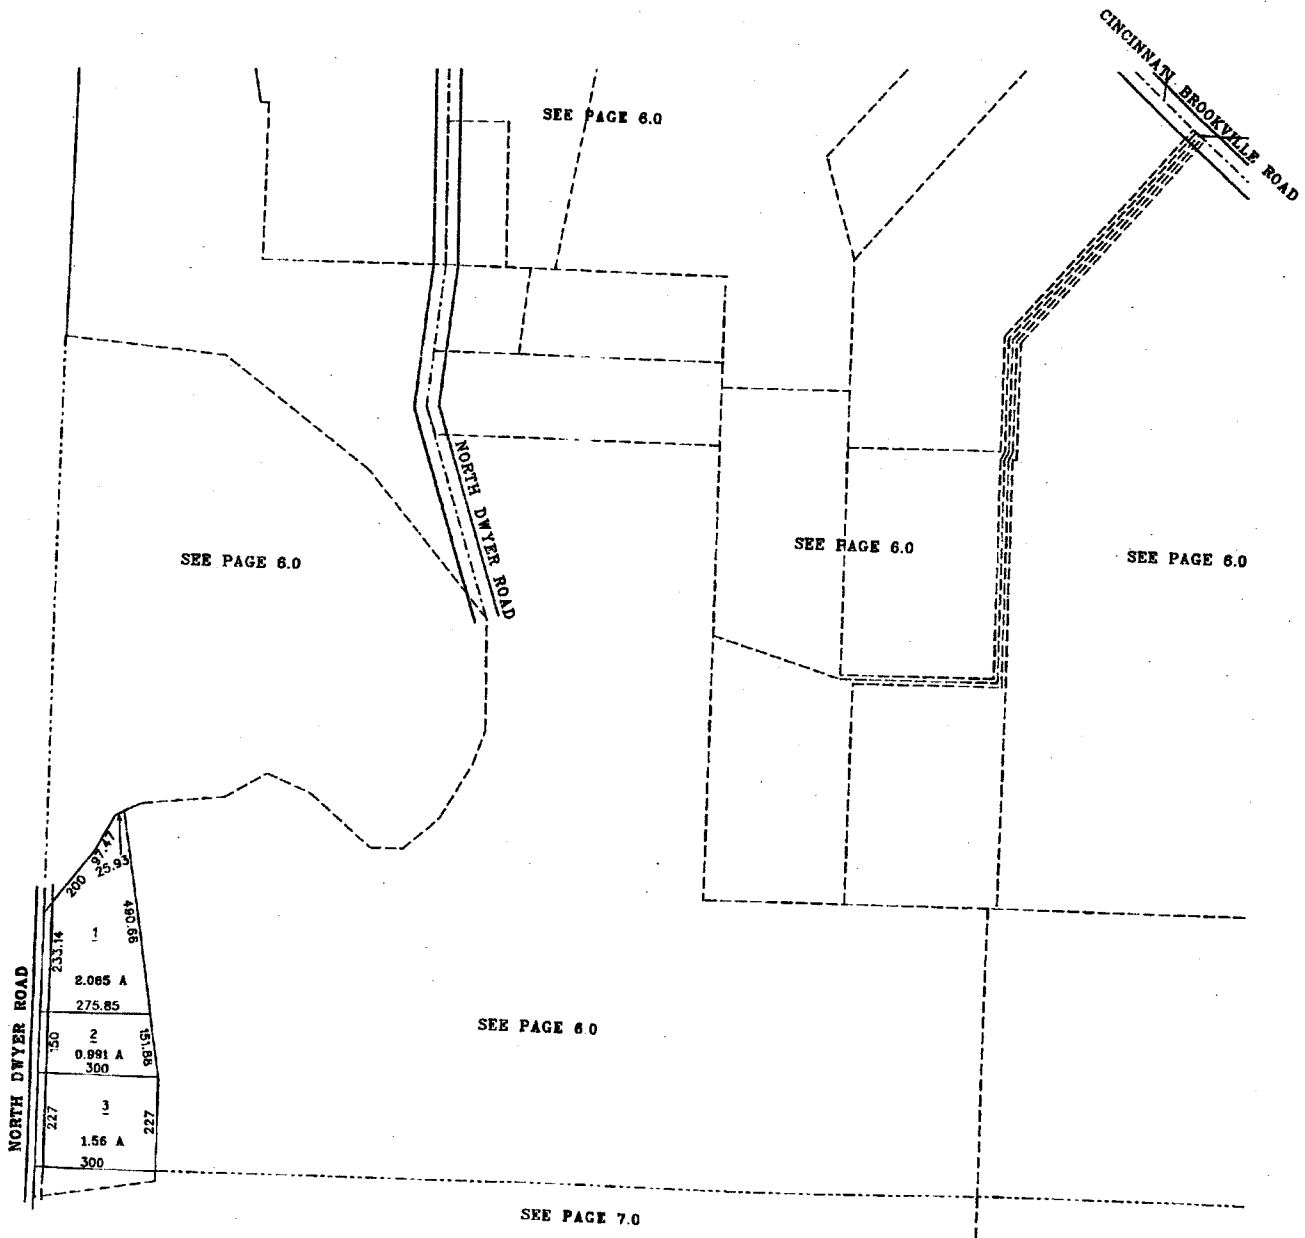 CINCINNATI BROOKVILLE ROAD
SEE PAGE 6.0
NORTH DWYER ROAD
SEE PAGE 6.0
SEE PAGE 6.0
SEE PAGE 6.0
97.47
25.93
200
490.66
233.14
1
2.065 A
275.85
NORTH DWYER ROAD
150
2
0.991 A
300
151.88
SEE PAGE 6.0
227
3
1.56 A
300
227
SEE PAGE 7.0